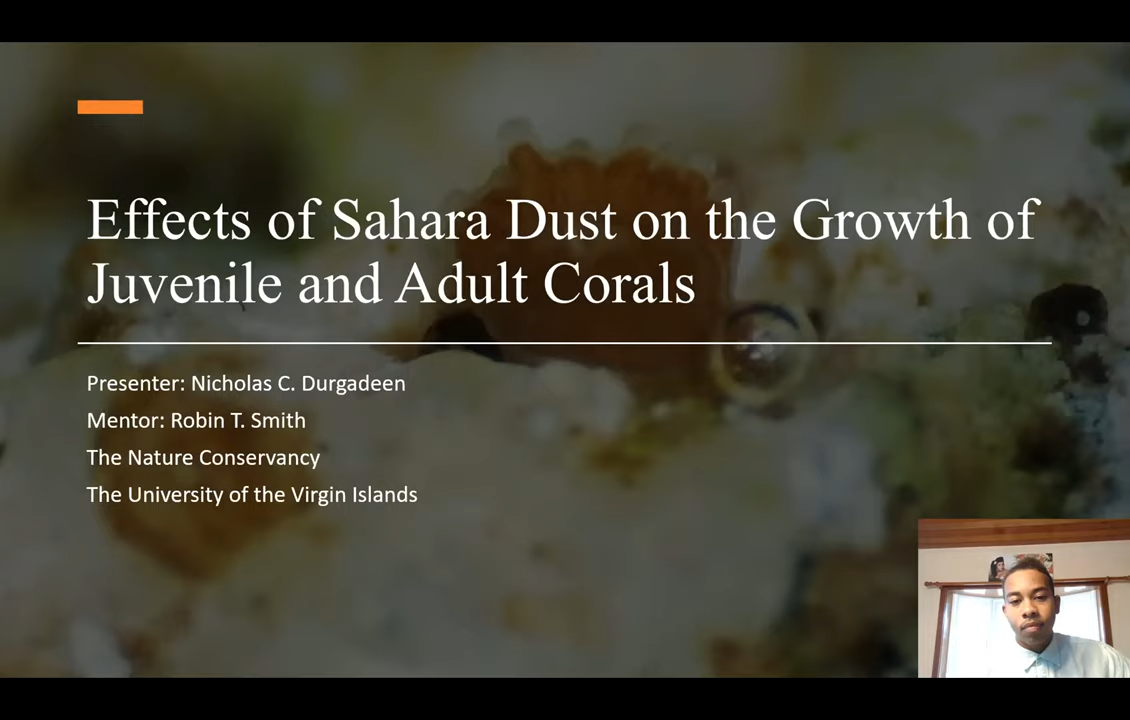 Effects of Sahara Dust on the Growth of
Juvenile and Adult Corals
Presenter: Nicholas C. Durgadeen
Mentor: Robin T. Smith
The Nature Conservancy
The University of the Virgin Islands